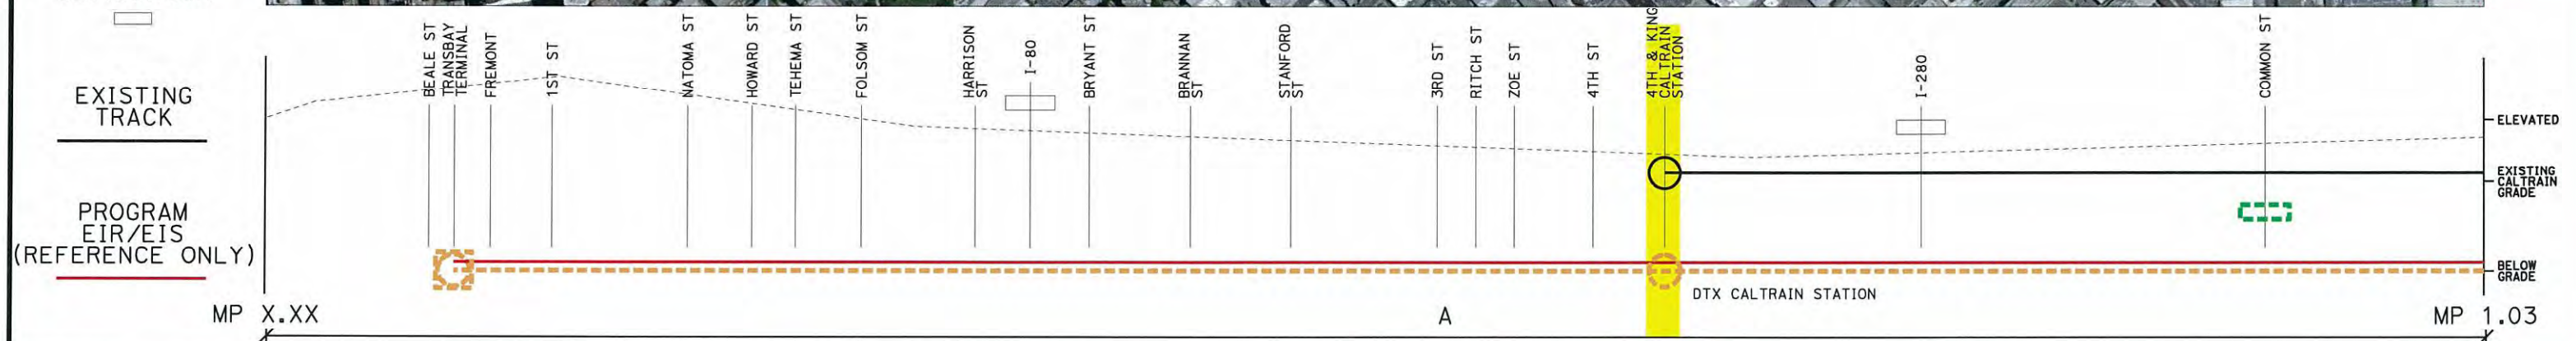 EXISTING
TRACK
PROGRAM
EIR/EIS
(REFERENCE ONLY)
BEALE ST
TRANSBAY
TERMINAL
FREMONT
1ST ST
NATOMA ST
HOWARD ST
TEHEMA ST
FOLSOM ST
HARRISON
ST
I-80
BRYANT ST
BRANNAN
ST
STANFORD
ST
3RD ST
RITCH ST
ZOE ST
4TH ST
4TH & KING
CALTRAIN
STATION
I-280
COMMON ST
ELEVATED
EXISTING
CALTRAIN
GRADE
BELOW
GRADE
DTX CALTRAIN STATION
MP X.XX
A
MP 1.03